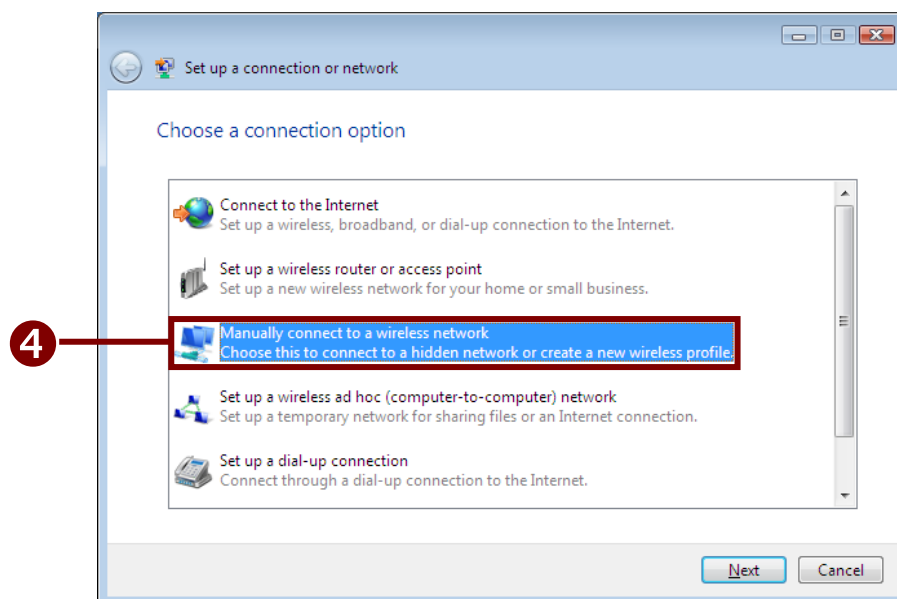 Set up a connection or network
Choose a connection option
Connect to the Internet
Set up a wireless, broadband, or dial-up connection to the Internet.
Set up a wireless router or access point
Set up a new wireless network for your home or small business.
4
Manually connect to a wireless network
Choose this to connect to a hidden network or create a new wireless profile.
Set up a wireless ad hoc (computer-to-computer) network
Set up a temporary network for sharing files or an Internet connection.
Set up a dial-up connection
Connect through a dial-up connection to the Internet.
Next Cancel